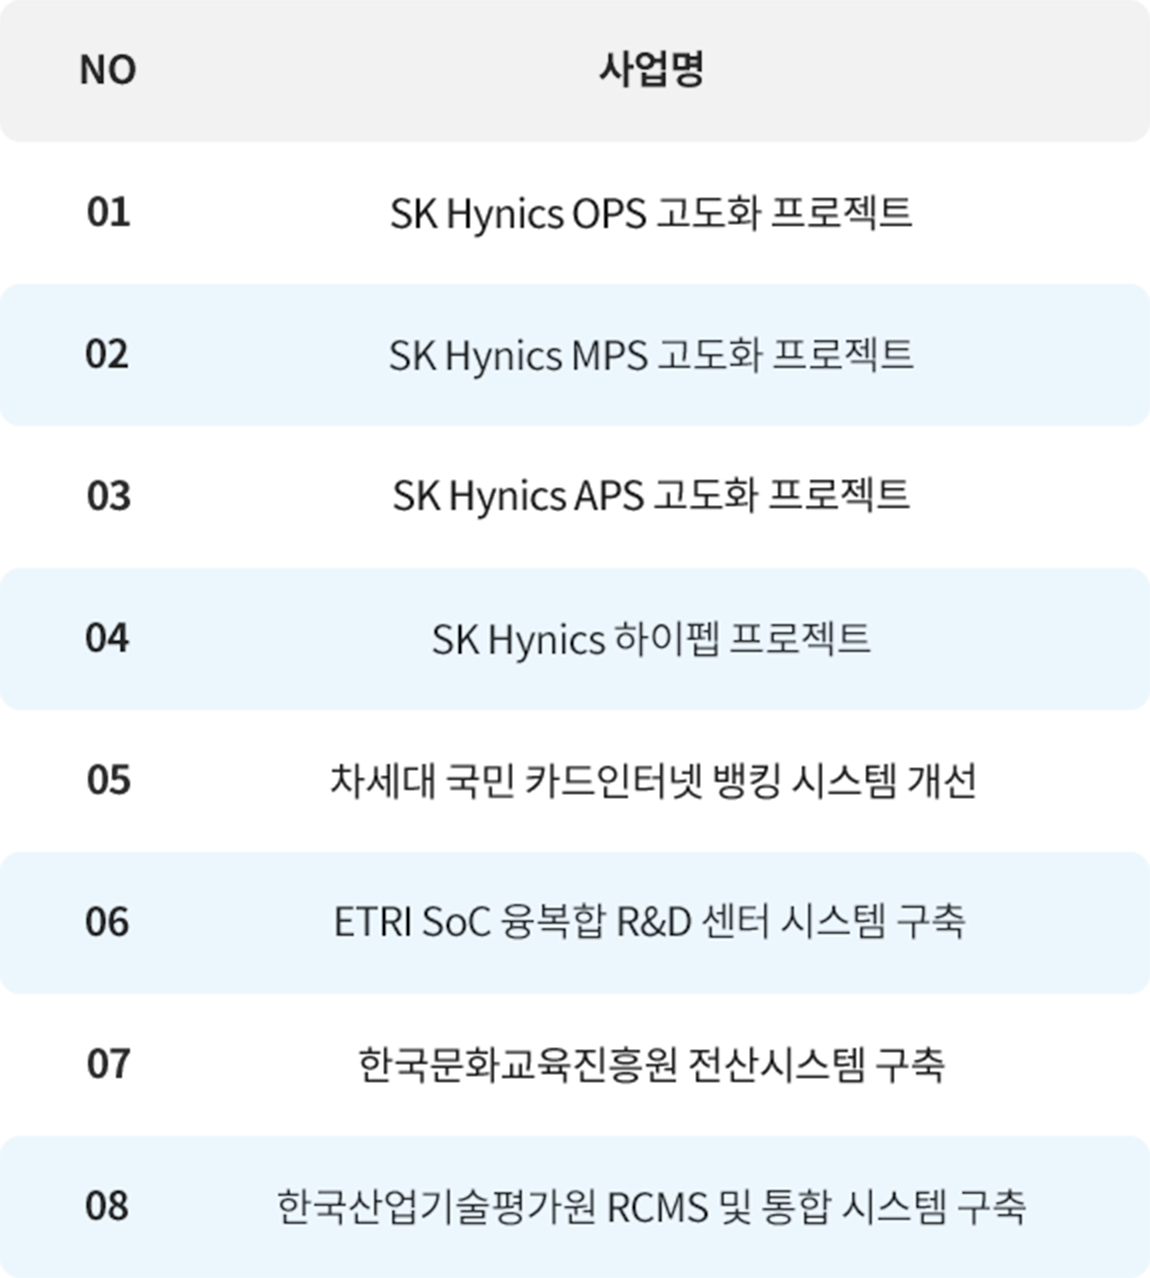 NO 사업명
01 SK Hynics OPS 고도화 프로젝트
02 SK Hynics MPS 고도화 프로젝트
03 SK Hynics APS 고도화 프로젝트
04 SK Hynics 하이펩 프로젝트
05 차세대 국민 카드인터넷 뱅킹 시스템 개선
06 ETRI SoC 융복합 R&D 센터 시스템 구축
07 한국문화교육진흥원 전산시스템 구축
08 한국산업기술평가원 RCMS 및 통합 시스템 구축